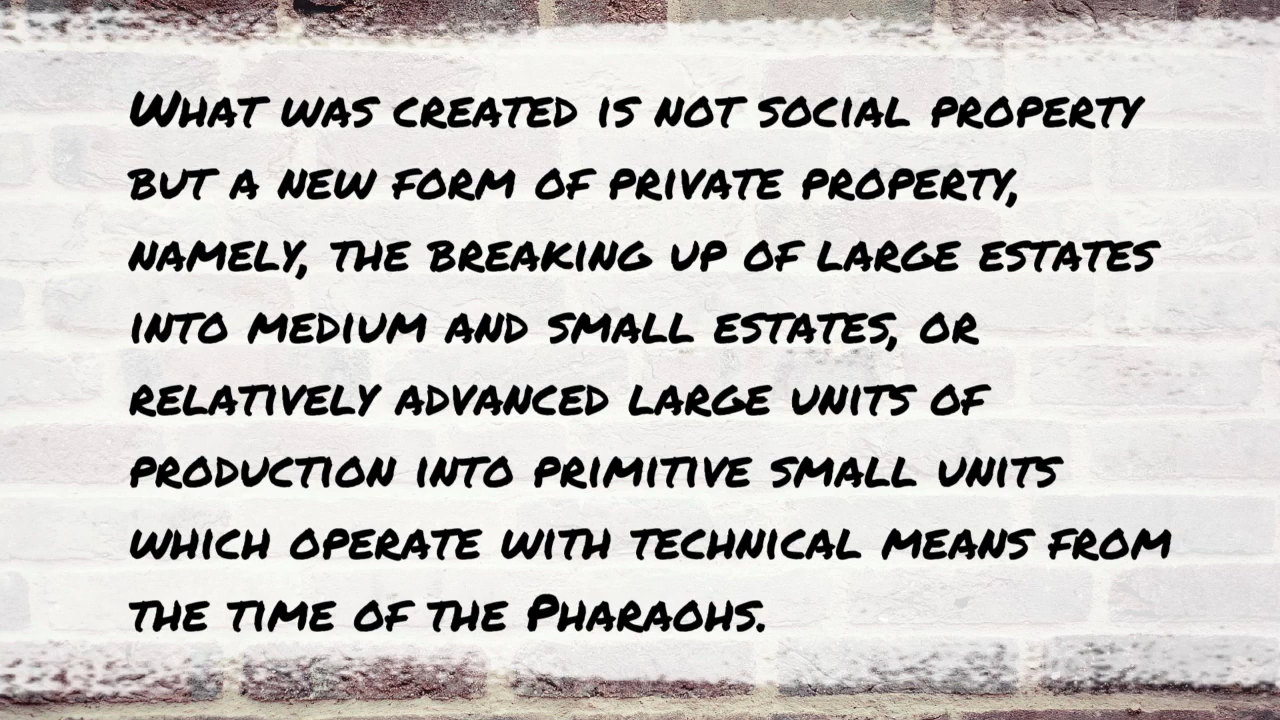 What was created is not social property
but a new form of private property,
namely, the breaking up of large estates
into medium and small estates, or
relatively advanced large units of
production into primitive small units
which operate with technical means from
the time of the Pharaohs.